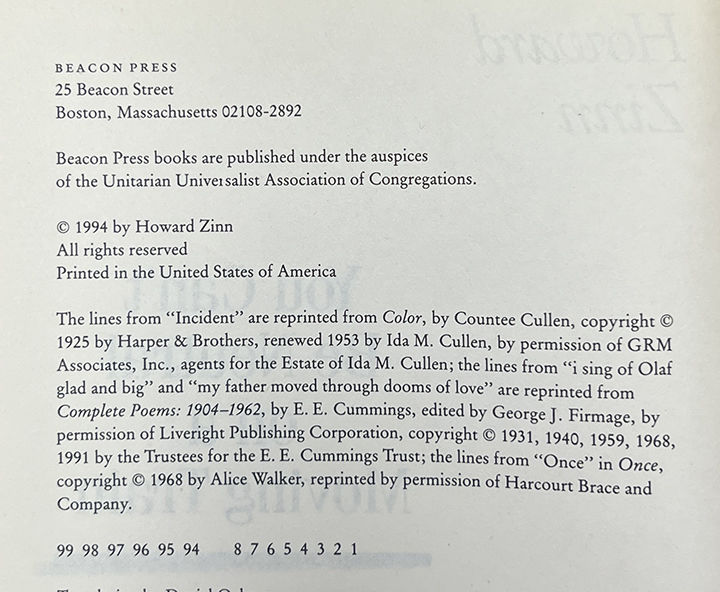 BEACON PRESS
25 Beacon Street
Boston, Massachusetts 02108-2892
Beacon Press books are published under the auspices
of the Unitarian Universalist Association of Congregations.
© 1994 by Howard Zinn
All rights reserved
Printed in the United States of America
The lines from “Incident” are reprinted from Color, by Countee Cullen, copyright ©
1925 by Harper & Brothers, renewed 1953 by Ida M. Cullen, by permission of GRM
Associates, Inc., agents for the Estate of Ida M. Cullen; the lines from “i sing of Olaf
glad and big” and “my father moved through dooms of love” are reprinted from
Complete Poems: 1904–1962, by E. E. Cummings, edited by George J. Firmage, by
permission of Liveright Publishing Corporation, copyright © 1931, 1940, 1959, 1968,
1991 by the Trustees for the E. E. Cummings Trust; the lines from “Once” in Once,
copyright © 1968 by Alice Walker, reprinted by permission of Harcourt Brace and
Company.
99 98 97 96 95 94 8 7 6 5 4 3 2 1